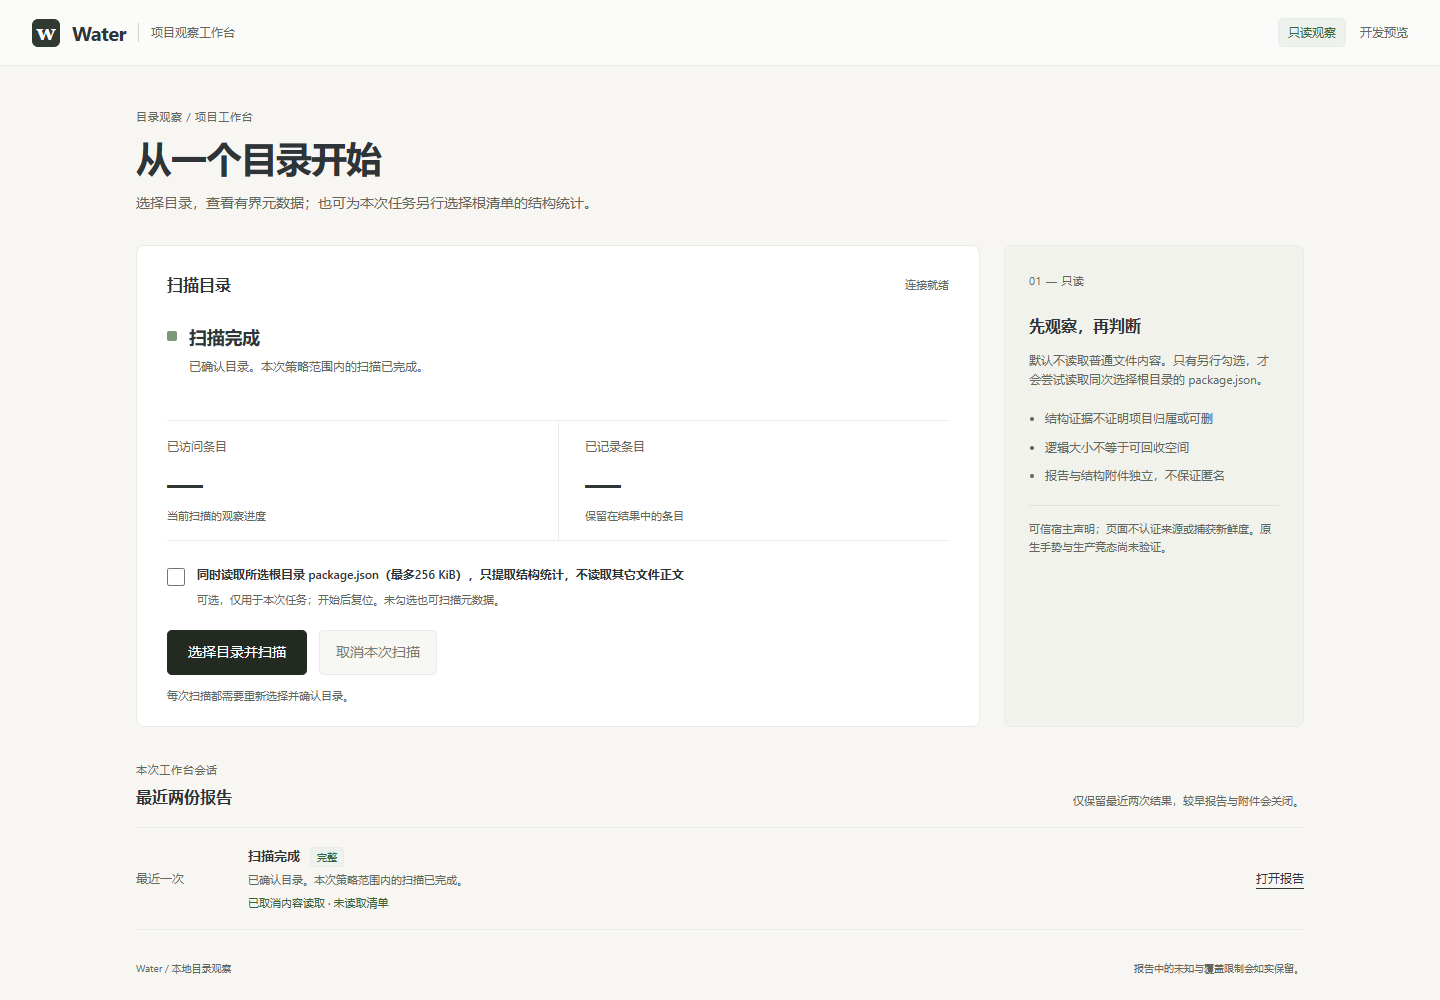 W Water 项目观察工作台
只读观察 开发预览
目录观察 / 项目工作台
从一个目录开始
选择目录，查看有界元数据；也可为本次任务另行选择根清单的结构统计。
扫描目录
连接就绪
扫描完成
已确认目录。本次策略范围内的扫描已完成。
已访问条目
—
当前扫描的观察进度
已记录条目
—
保留在结果中的条目
同时读取所选根目录 package.json（最多256 KiB），只提取结构统计，不读取其它文件正文
可选，仅用于本次任务；开始后复位。未勾选也可扫描元数据。
选择目录并扫描
取消本次扫描
每次扫描都需要重新选择并确认目录。
01 — 只读
先观察，再判断
默认不读取普通文件内容。只有另行勾选，才
会尝试读取同次选择根目录的 package.json。
• 结构证据不证明项目归属或可删
• 逻辑大小不等于可回收空间
• 报告与结构附件独立，不保证匿名
可信宿主声明；页面不认证来源或捕获新鲜度。原
生手势与生产竞态尚未验证。
本次工作台会话
最近两份报告
仅保留最近两次结果，较早报告与附件会关闭。
最近一次
扫描完成 完整
已确认目录。本次策略范围内的扫描已完成。
已取消内容读取 · 未读取清单
打开报告
Water / 本地目录观察
报告中的未知与覆盖限制会如实保留。